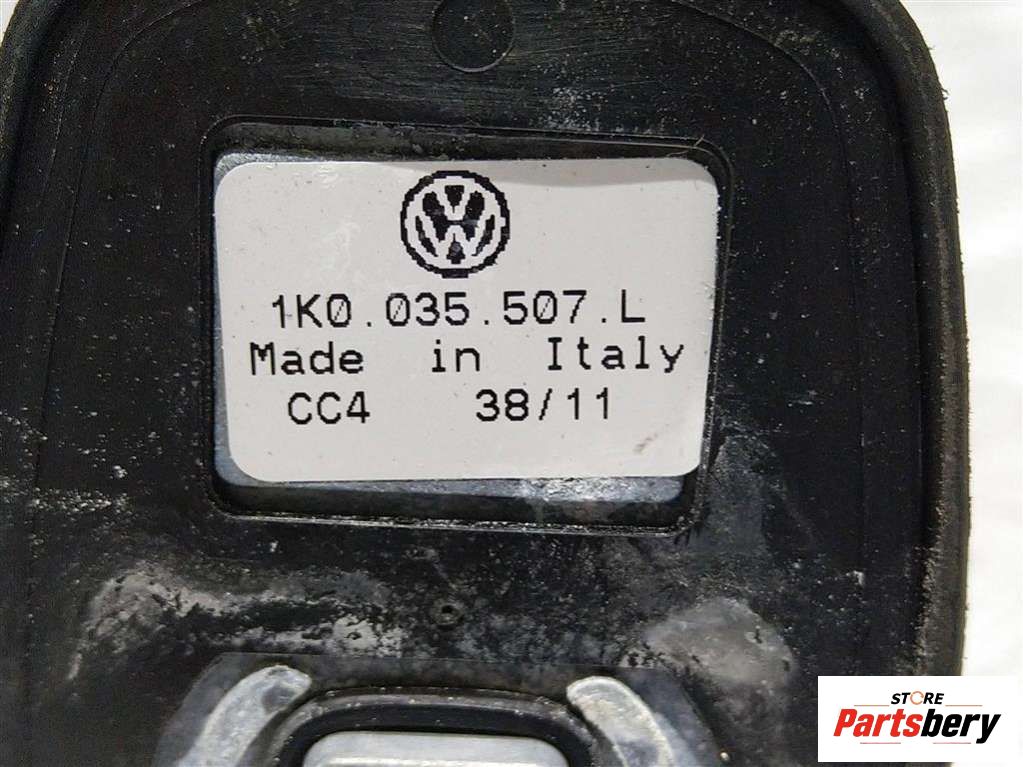 1K0.035.507.L
Made in Italy
CC4 38/11
STORE
Partsbery